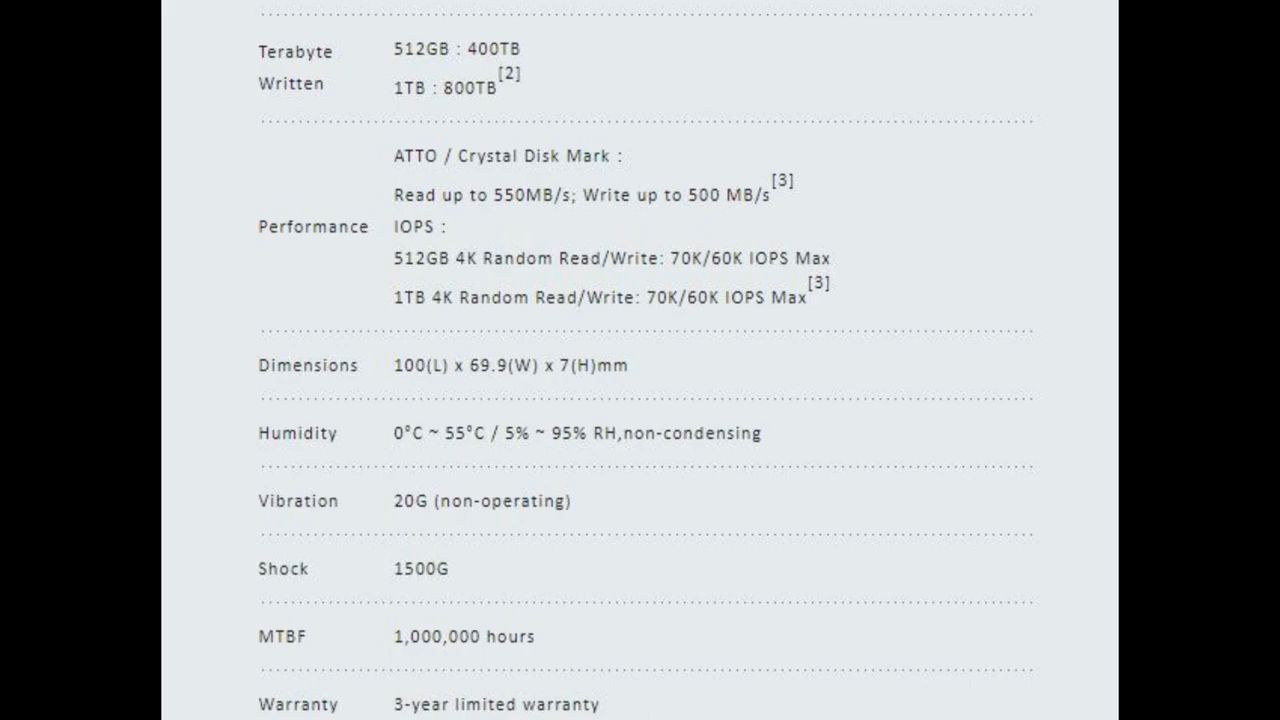 Terabyte Written
512GB : 400TB
1TB : 800TB[2]
Performance
ATTO / Crystal Disk Mark :
Read up to 550MB/s; Write up to 500 MB/s[3]
IOPS :
512GB 4K Random Read/Write: 70K/60K IOPS Max
1TB 4K Random Read/Write: 70K/60K IOPS Max[3]
Dimensions 100(L) x 69.9(W) x 7(H)mm
Humidity 0°C ~ 55°C / 5% ~ 95% RH,non-condensing
Vibration 20G (non-operating)
Shock 1500G
MTBF 1,000,000 hours
Warranty 3-year limited warranty